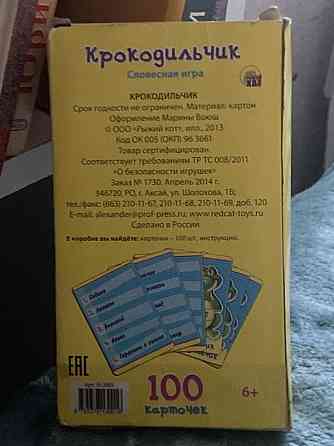 Крокодильчик
Словесная игра
КРОКОДИЛЬЧИК
Срок годности не ограничен. Материал: картон
Оформление Марины Воюш
© ООО «Рыжий кот», илл., 2013
Код ОК 005 (ОКП) 96 3661
Товар сертифицирован.
Соответствует требованиям ТР ТС 008/2011
«О безопасности игрушек»
Заказ № 1730. Апрель 2014 г.
346720, РО, г. Аксай, ул. Шолохова, 1Б;
тел./факс: (863) 210-11-67, 210-11-68, 210-11-69, доб. 120
E-mail: alexander@prof-press.ru, www.redcat-toys.ru
Сделано в России.
В коробке вы найдёте: карточки – 100 шт., инструкцию.
EAC
100
карточек
6+